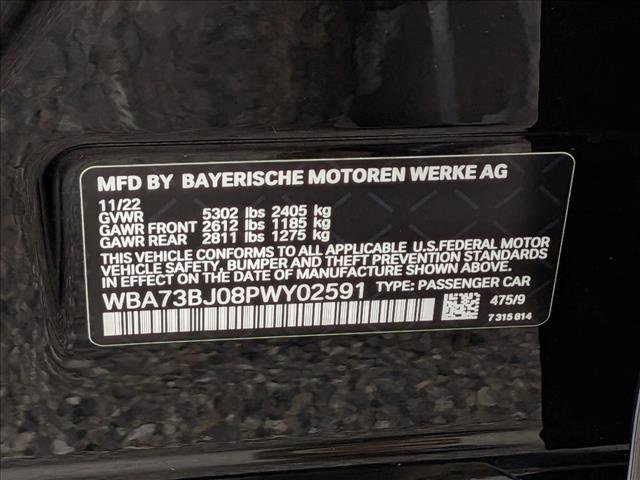 MFD BY BAYERISCHE MOTOREN WERKE AG
11/22
GVWR 5302 lbs 2405 kg
GAWR FRONT 2612 lbs 1185 kg
GAWR REAR 2811 lbs 1275 kg
THIS VEHICLE CONFORMS TO ALL APPLICABLE U.S.FEDERAL MOTOR
VEHICLE SAFETY, BUMPER, AND THEFT PREVENTION STANDARDS
IN EFFECT ON THE DATE OF MANUFACTURE SHOWN ABOVE.
WBA73BJ08PWY02591 TYPE: PASSENGER CAR
475/9
7 315 814